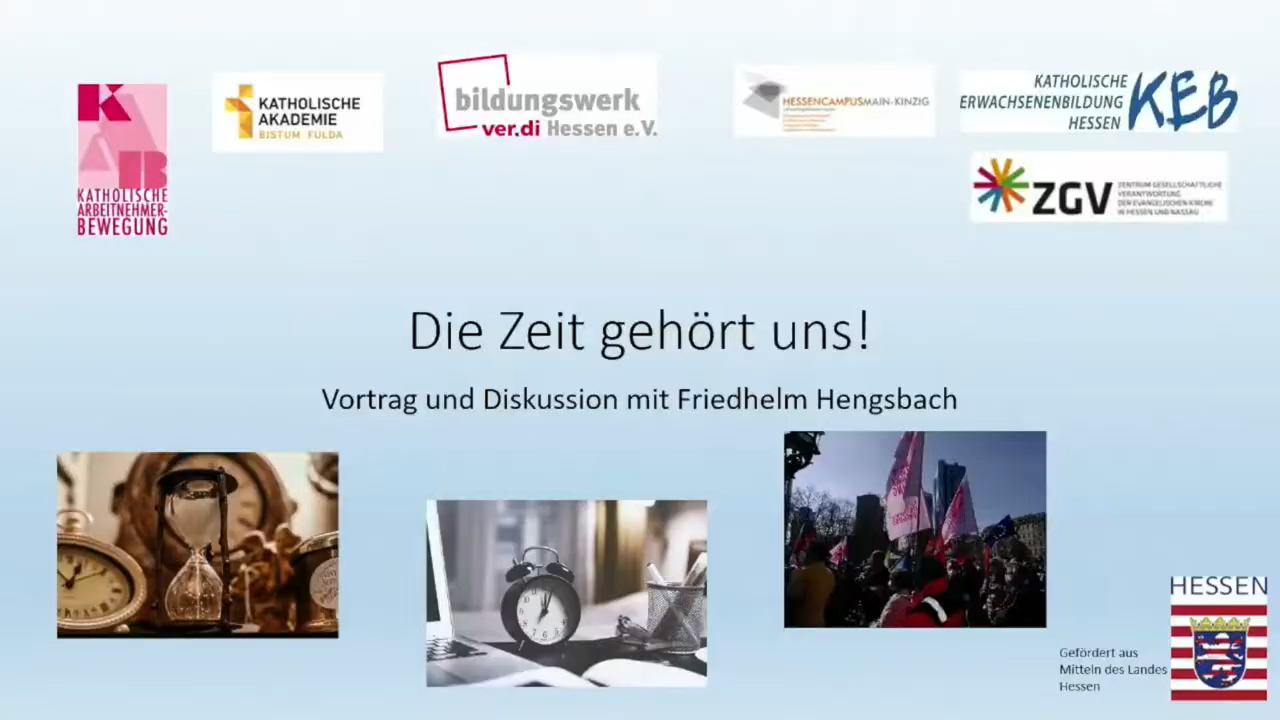 KAB
KATHOLISCHE
ARBEITNEHMER-
BEWEGUNG
KATHOLISCHE
AKADEMIE
BISTUM FULDA
bildungswerk
ver.di Hessen e.V.
HESSENCAMPUSMAIN-KINZIG
KATHOLISCHE
ERWACHSENENBILDUNG
HESSEN
KEB
ZGV
ZENTRUM GESELLSCHAFTLICHE
VERANTWORTUNG
DER EVANGELISCHEN KIRCHE
IN HESSEN UND NASSAU
Die Zeit gehört uns!
Vortrag und Diskussion mit Friedhelm Hengsbach
HESSEN
Gefördert aus
Mitteln des Landes
Hessen